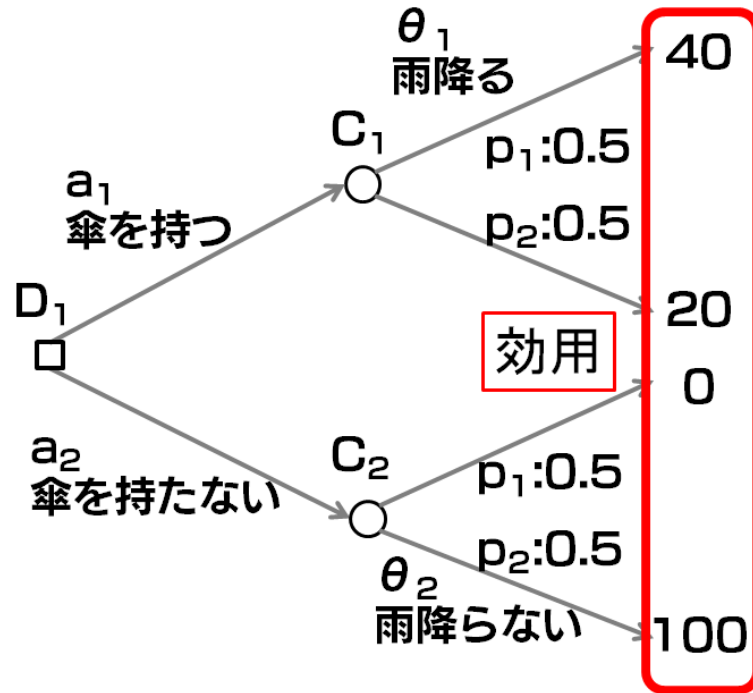 θ₁
雨降る
40
C₁
p₁:0.5
a₁
傘を持つ
p₂:0.5
D₁
20
効用
0
a₂
傘を持たない
C₂
p₁:0.5
p₂:0.5
θ₂
雨降らない
100